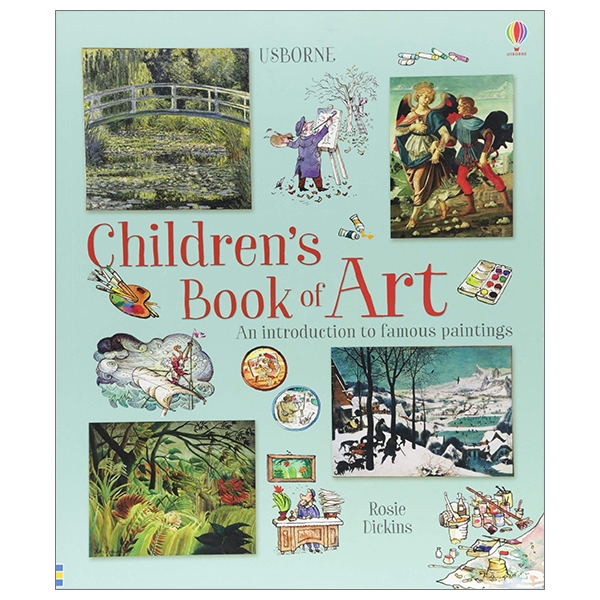 USBORNE
USBORNE
Children's
Book of Art
An introduction to famous paintings
Rosie
Dickins